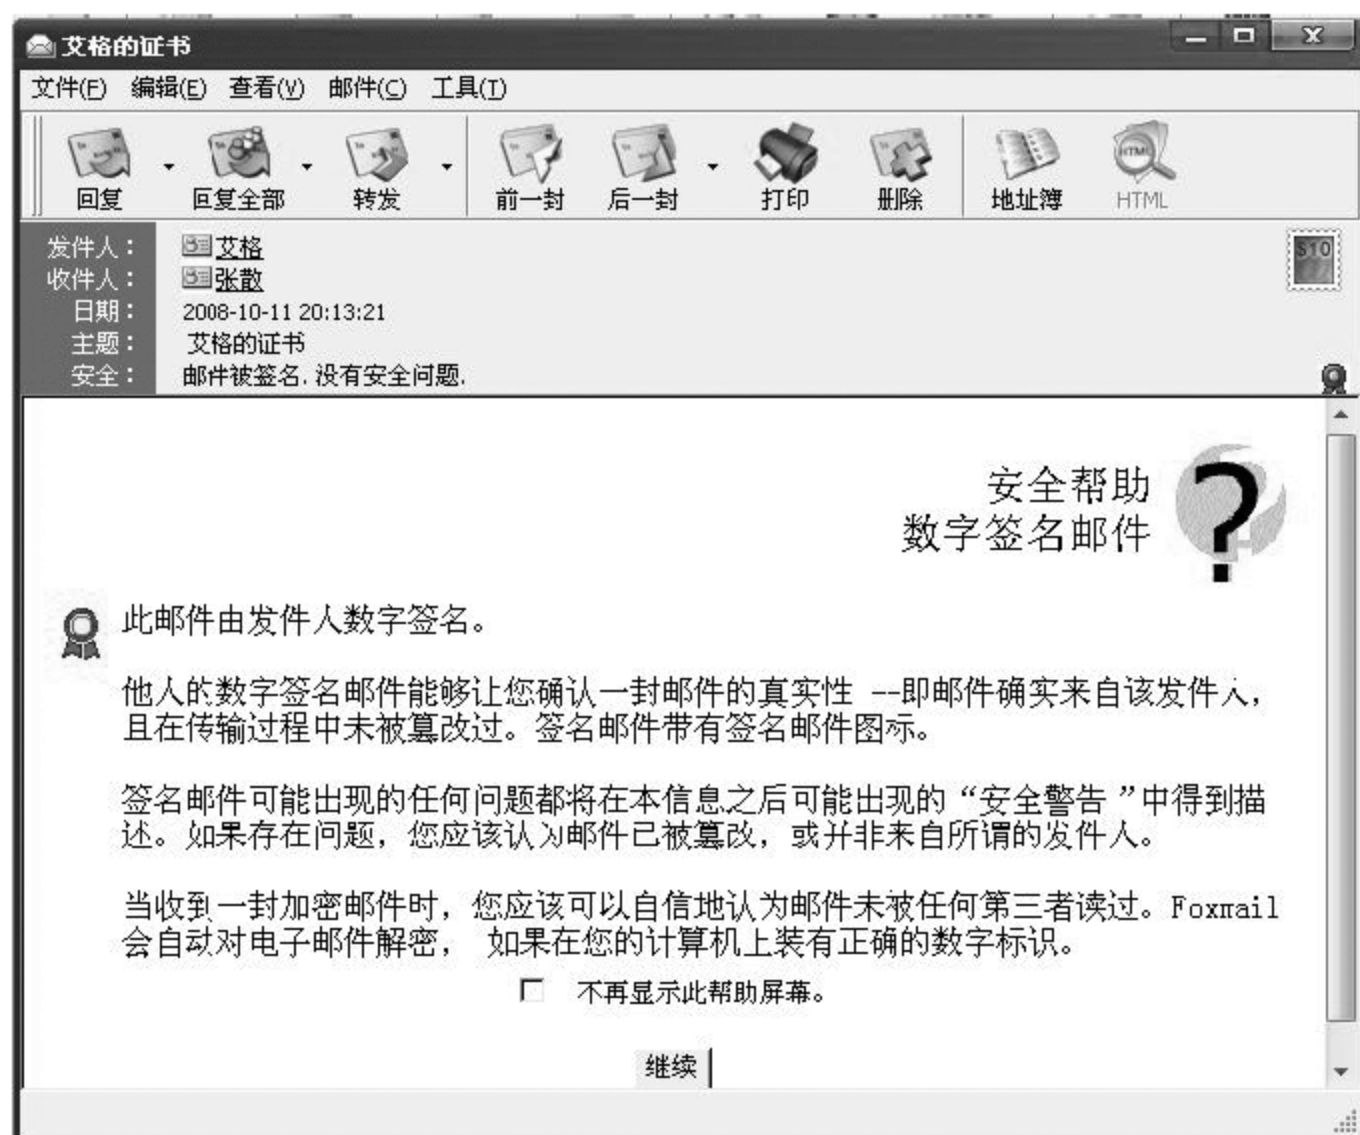 艾格的证书
文件(F) 编辑(E) 查看(V) 邮件(C) 工具(T)
回复 回复全部 转发 前一封 后一封 打印 删除 地址簿 HTML
发件人： 艾格
收件人： 张散
日期： 2008-10-11 20:13:21
主题： 艾格的证书
安全： 邮件被签名. 没有安全问题.
$10
安全帮助
数字签名邮件
此邮件由发件人数字签名。
他人的数字签名邮件能够让您确认一封邮件的真实性 --即邮件确实来自该发件人，
且在传输过程中未被篡改过。签名邮件带有签名邮件图标。
签名邮件可能出现的任何问题都将在本信息之后可能出现的“安全警告 ”中得到描
述。如果存在问题，您应该认为邮件已被篡改，或并非来自所谓的发件人。
当收到一封加密邮件时，您应该可以自信地认为邮件未被任何第三者读过。Foxmail
会自动对电子邮件解密， 如果在您的计算机上装有正确的数字标识。
不再显示此帮助屏幕。
继续